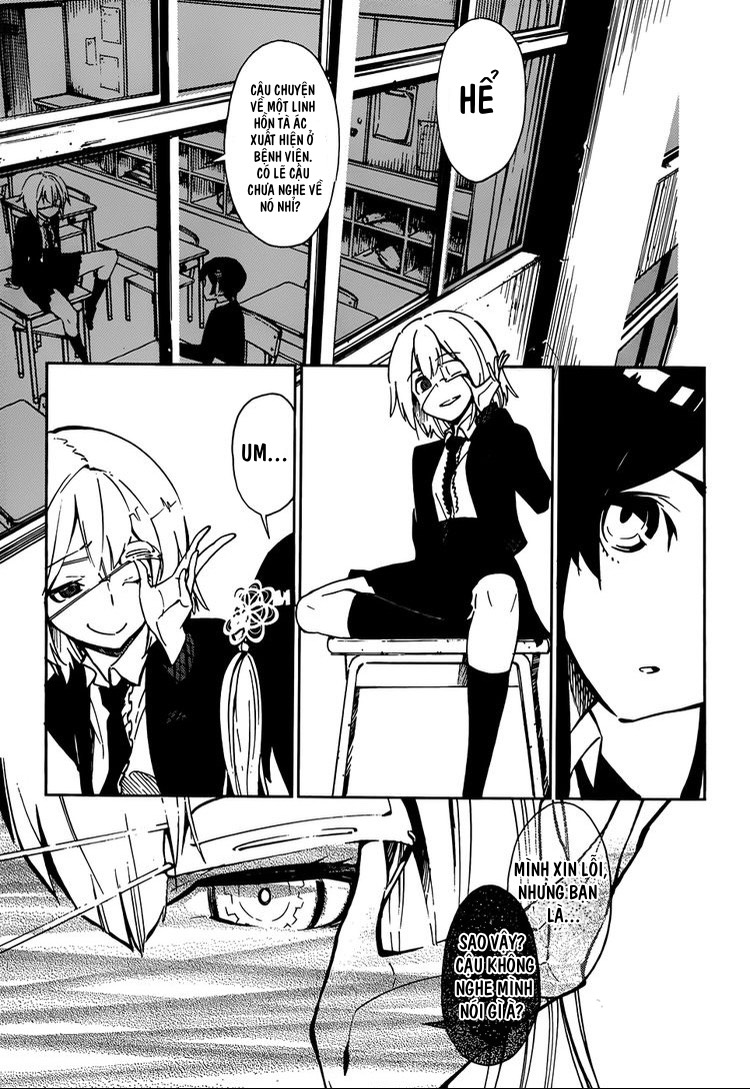 HỂ
CÂU CHUYỆN
VỀ MỘT LINH
HỒN TÀ ÁC
XUẤT HIỆN Ở
BỆNH VIỆN.
CÓ LẼ CẬU
CHƯA NGHE VỀ
NÓ NHỈ?
UM...
MÌNH XIN LỖI,
NHƯNG BẠN
LÀ...
SAO VẬY?
CẬU KHÔNG
NGHE MÌNH
NÓI GÌ À?